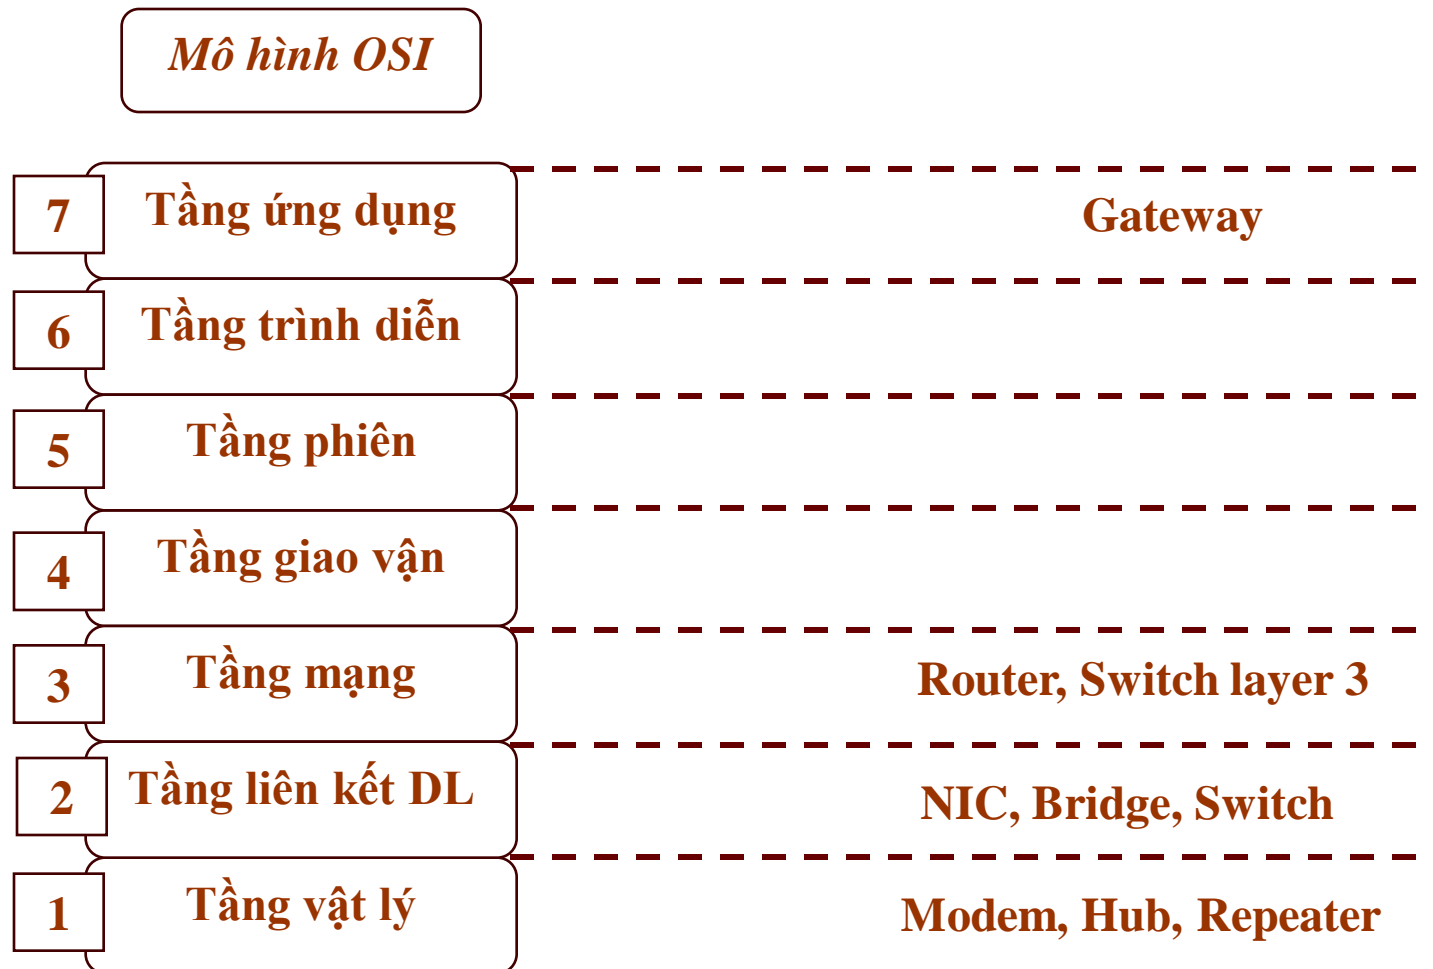 Mô hình OSI
7 Tầng ứng dụng Gateway
6 Tầng trình diễn
5 Tầng phiên
4 Tầng giao vận
3 Tầng mạng Router, Switch layer 3
2 Tầng liên kết DL NIC, Bridge, Switch
1 Tầng vật lý Modem, Hub, Repeater